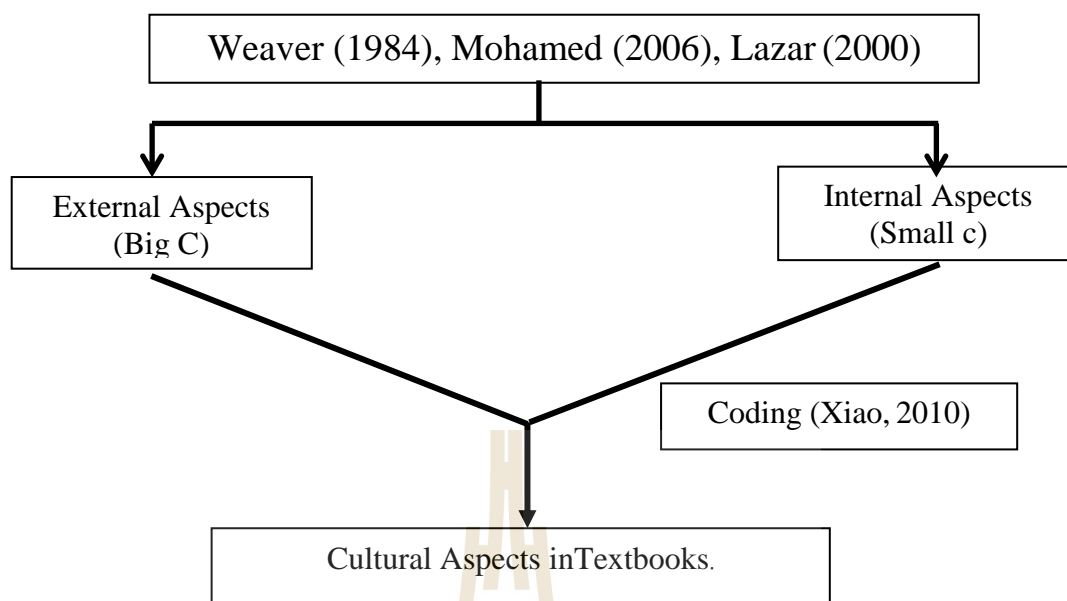 Weaver (1984), Mohamed (2006), Lazar (2000)
External Aspects
(Big C)
Internal Aspects
(Small c)
Coding (Xiao, 2010)
Cultural Aspects inTextbooks.